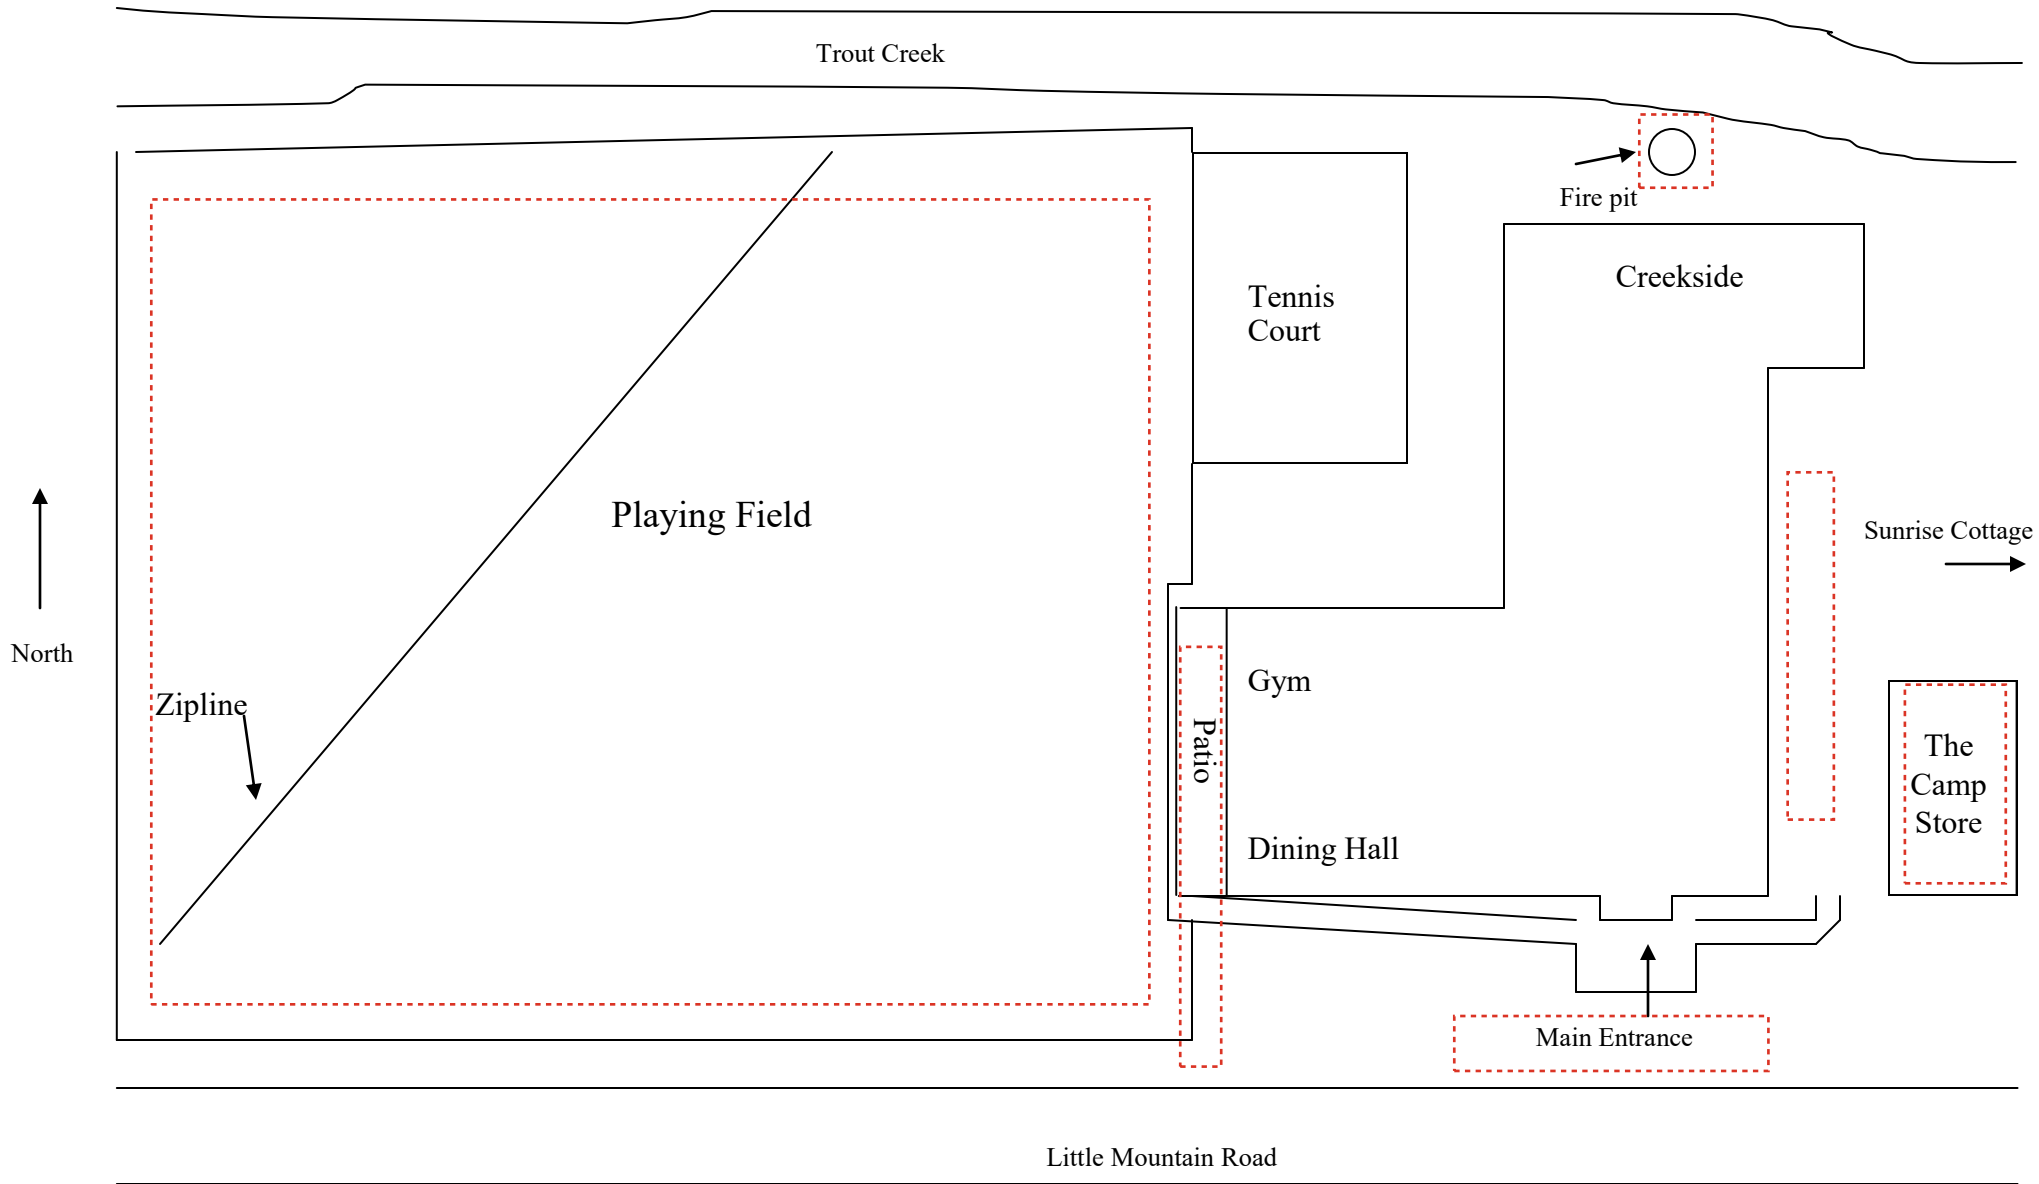 Trout Creek
Fire pit
Creekside
Tennis
Court
Playing Field
Sunrise Cottage
North
Gym
Zipline
Patio
The
Camp
Store
Dining Hall
Main Entrance
Little Mountain Road